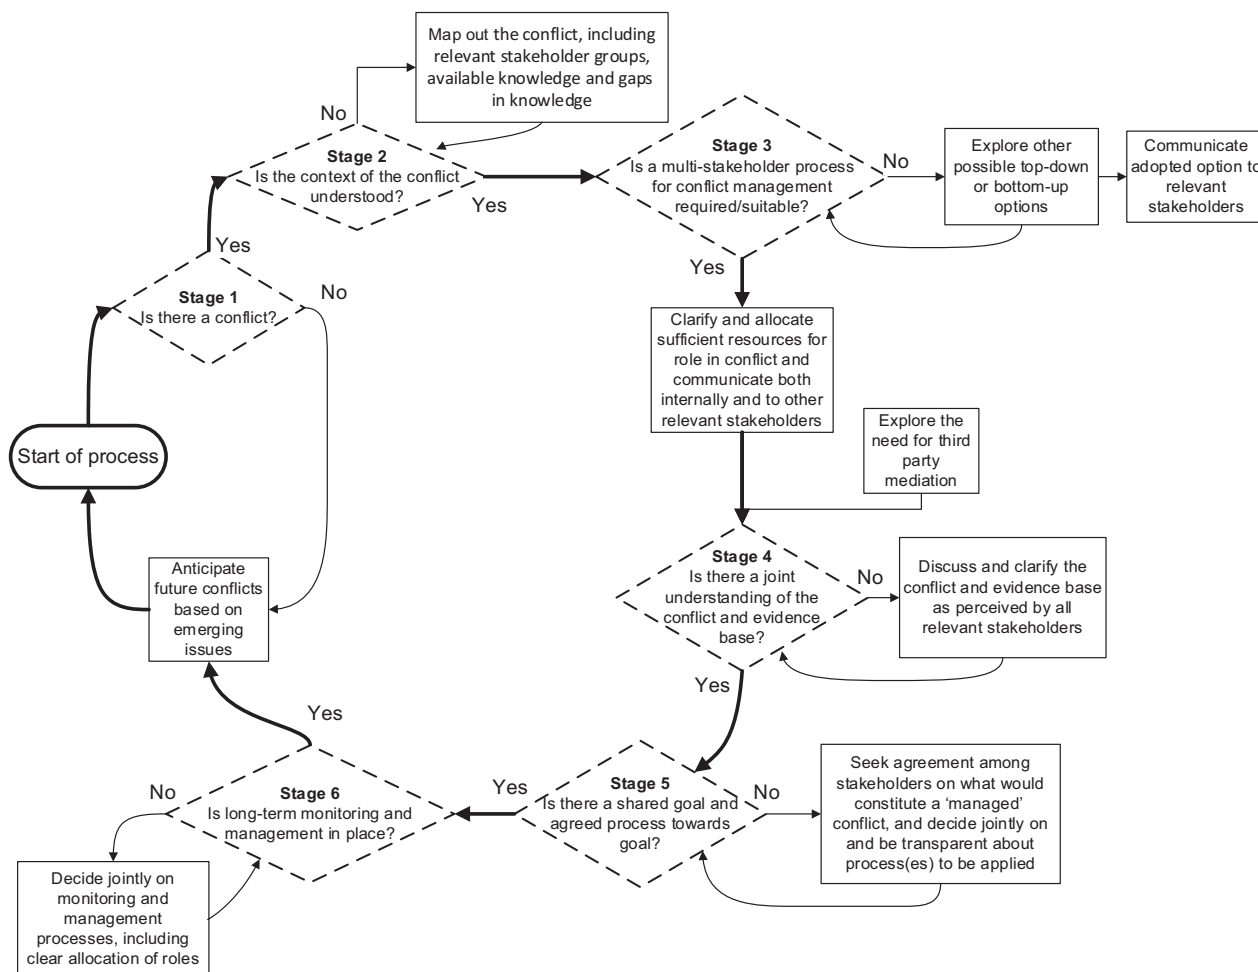 Map out the conflict, including
relevant stakeholder groups,
available knowledge and gaps
in knowledge
No
Stage 2
Is the context of the conflict
understood?
Yes
Stage 3
Is a multi-stakeholder process
for conflict management
required/suitable?
No
Explore other
possible top-down
or bottom-up
options
Communicate
adopted option to
relevant
stakeholders
Yes
Yes
Stage 1
Is there a conflict?
No
Clarify and allocate
sufficient resources for
role in conflict and
communicate both
internally and to other
relevant stakeholders
Start of process
Explore the
need for third
party
mediation
Stage 4
Is there a joint
understanding of the
conflict and evidence
base?
No
Discuss and clarify the
conflict and evidence base
as perceived by all
relevant stakeholders
Anticipate
future conflicts
based on
emerging
issues
Yes
Yes
Stage 5
Is there a shared goal and
agreed process towards
goal?
No
Seek agreement among
stakeholders on what would
constitute a ‘managed’
conflict, and decide jointly on
and be transparent about
process(es) to be applied
Yes
Stage 6
Is long-term monitoring and
management in place?
No
Decide jointly on
monitoring and
management
processes, including
clear allocation of roles